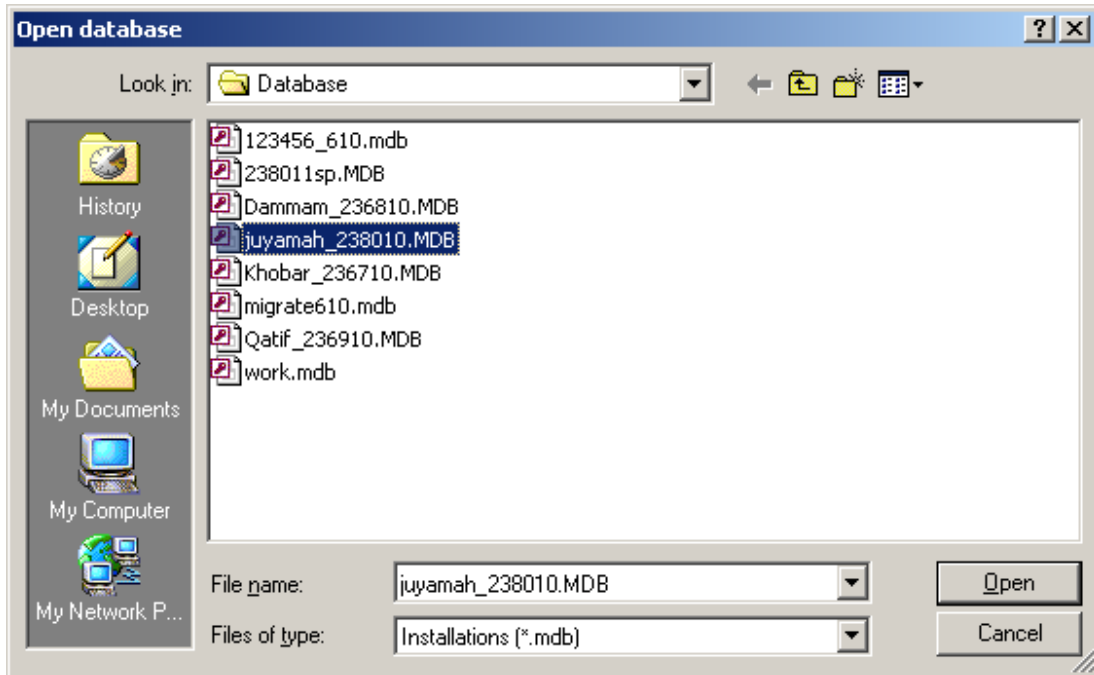 Open database
Look in: Database
123456_610.mdb
238011sp.MDB
Dammam_236810.MDB
juyamah_238010.MDB
Khobar_236710.MDB
migrate610.mdb
Qatif_236910.MDB
work.mdb
History
Desktop
My Documents
My Computer
My Network P...
File name: juyamah_238010.MDB Open
Files of type: Installations (*.mdb) Cancel